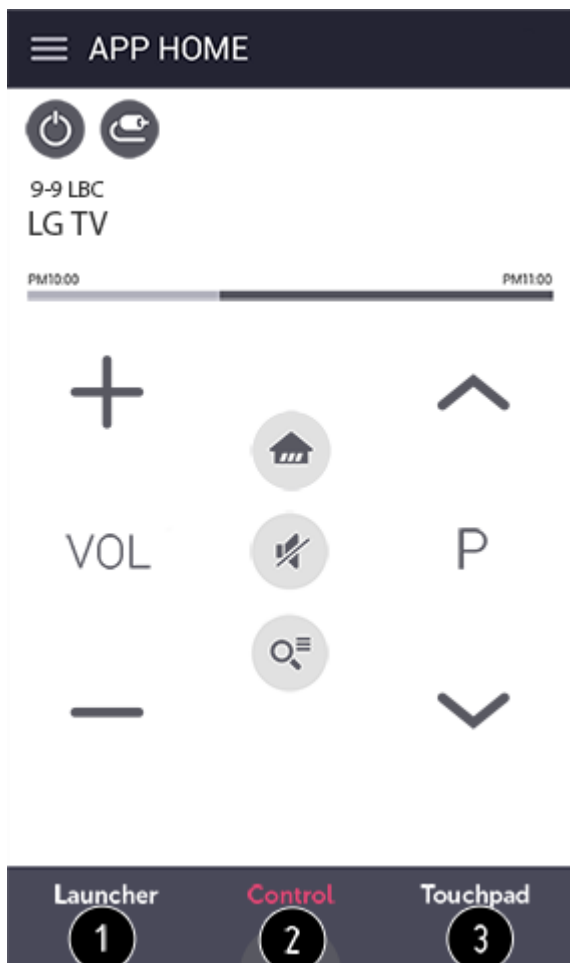 APP HOME
9-9 LBC
LG TV
PM10:00 PM11:00
VOL P
Launcher Control Touchpad
1 2 3